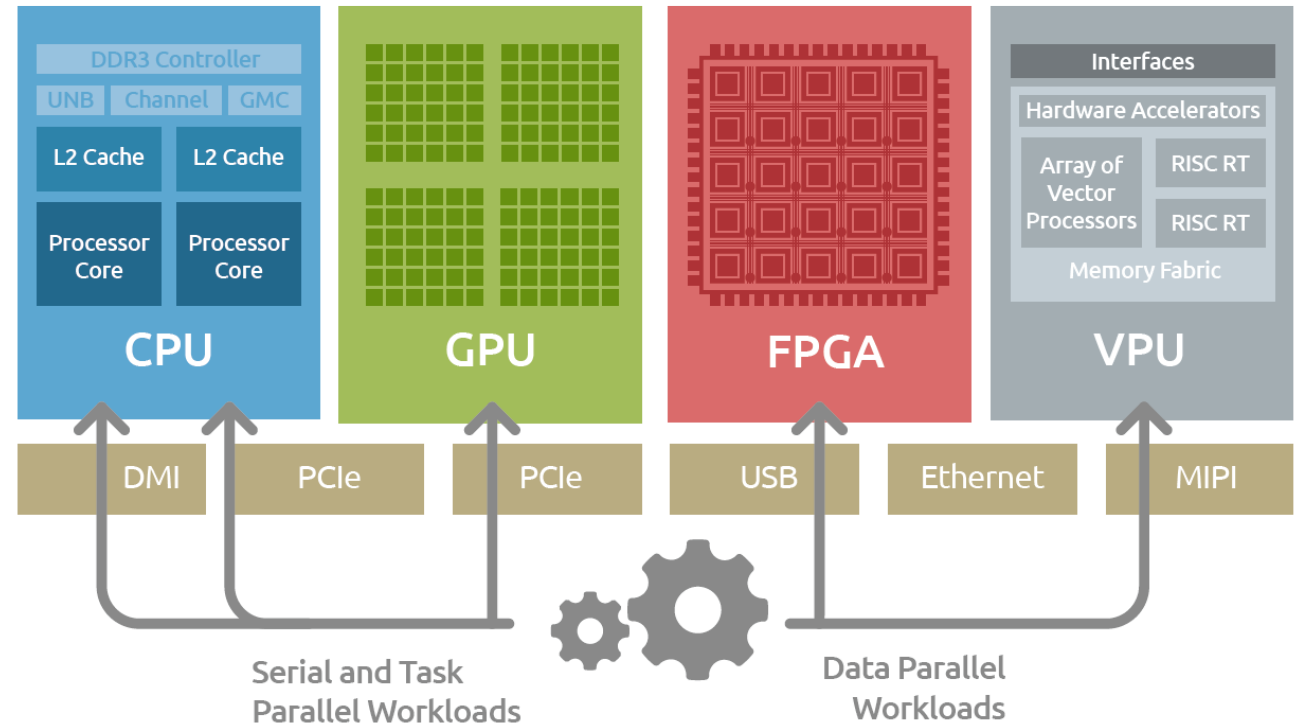 DDR3 Controller
UNB
Channel
GMC
L2 Cache
L2 Cache
Processor
Core
Processor
Core
CPU
GPU
FPGA
Interfaces
Hardware Accelerators
Array of
Vector
Processors
RISC RT
RISC RT
Memory Fabric
VPU
DMI
PCIe
PCIe
USB
Ethernet
MIPI
Serial and Task
Parallel Workloads
Data Parallel
Workloads